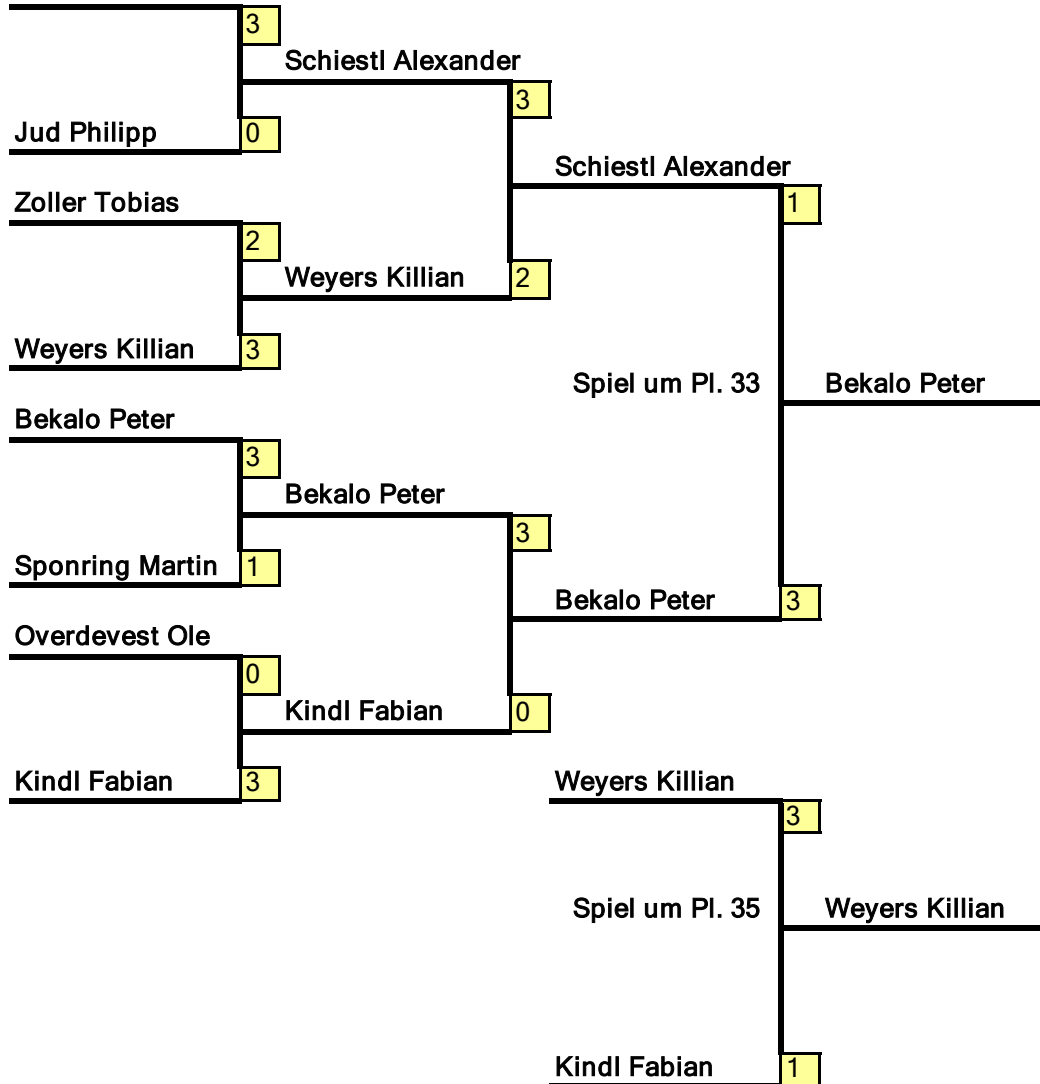 3
Schiestl Alexander
3
Jud Philipp 0
Schiestl Alexander
1
Zoller Tobias
2
Weyers Killian 2
Weyers Killian 3
Spiel um Pl. 33 Bekalo Peter
Bekalo Peter
3
Bekalo Peter
3
Sponring Martin 1
Bekalo Peter 3
Overdevest Ole
0
Kindl Fabian 0
Kindl Fabian 3
Weyers Killian
3
Spiel um Pl. 35 Weyers Killian
Kindl Fabian 1